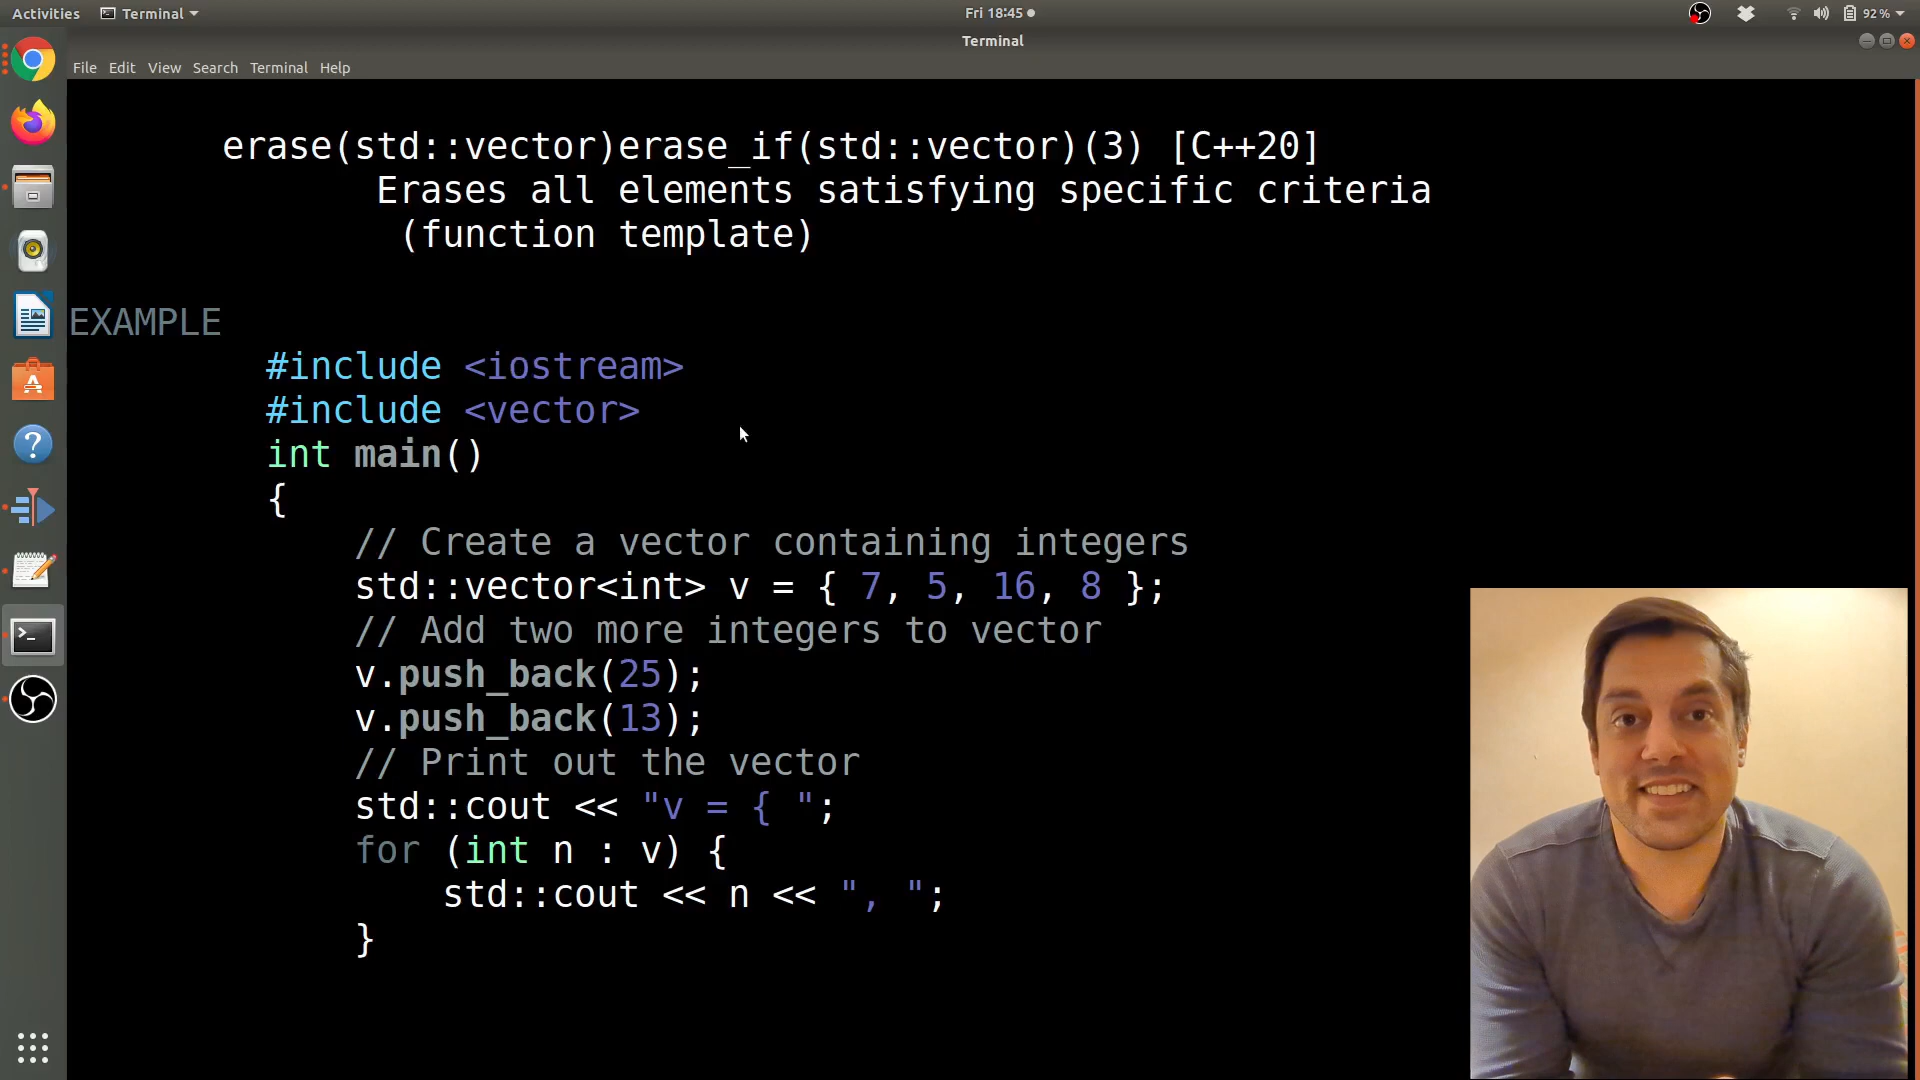 Activities Terminal Fri 18:45 92%
Terminal
File Edit View Search Terminal Help
erase(std::vector)erase_if(std::vector)(3) [C++20]
Erases all elements satisfying specific criteria
(function template)
EXAMPLE
#include <iostream>
#include <vector>
int main()
{
// Create a vector containing integers
std::vector<int> v = { 7, 5, 16, 8 };
// Add two more integers to vector
v.push_back(25);
v.push_back(13);
// Print out the vector
std::cout << "v = { ";
for (int n : v) {
std::cout << n << ", ";
}